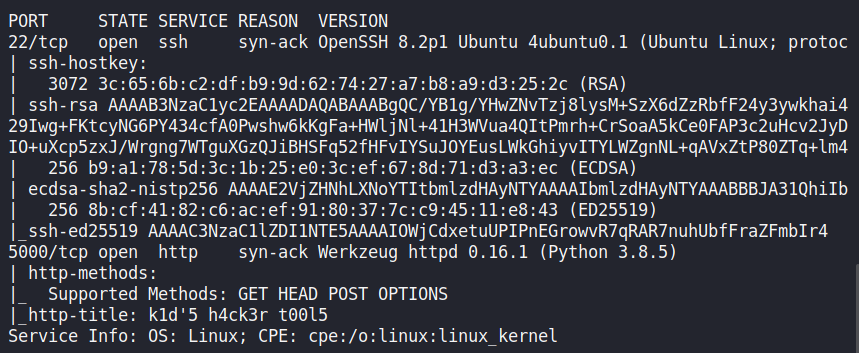 PORT     STATE SERVICE REASON  VERSION
22/tcp   open  ssh     syn-ack OpenSSH 8.2p1 Ubuntu 4ubuntu0.1 (Ubuntu Linux; protoc
| ssh-hostkey:
|   3072 3c:65:6b:c2:df:b9:9d:62:74:27:a7:b8:a9:d3:25:2c (RSA)
| ssh-rsa AAAAB3NzaC1yc2EAAAADAQABAAABgQC/YB1g/YHwZNvTzj8lysM+SzX6dZzRbfF24y3ywkhai4
29Iwg+FKtcyNG6PY434cfA0Pwshw6kKgFa+HWljNl+41H3WVua4QItPmrh+CrSoaA5kCe0FAP3c2uHcv2JyD
IO+uXcp5zxJ/Wrgng7WTguXGzQJiBHSFq52fHFvIYSuJOYEusLWkGhiyvITYLWZgnNL+qAVxZtP80ZTq+lm4
|   256 b9:a1:78:5d:3c:1b:25:e0:3c:ef:67:8d:71:d3:a3:ec (ECDSA)
| ecdsa-sha2-nistp256 AAAAE2VjZHNhLXNoYTItbmlzdHAyNTYAAAAIbmlzdHAyNTYAAABBBJA31QhiIb
|   256 8b:cf:41:82:c6:ac:ef:91:80:37:7c:c9:45:11:e8:43 (ED25519)
|_ssh-ed25519 AAAAC3NzaC1lZDI1NTE5AAAAIOWjCdxetuUPIPnEGrowvR7qRAR7nuhUbfFraZFmbIr4
5000/tcp open  http    syn-ack Werkzeug httpd 0.16.1 (Python 3.8.5)
| http-methods:
|_  Supported Methods: GET HEAD POST OPTIONS
|_http-title: k1d'5 h4ck3r t00l5
Service Info: OS: Linux; CPE: cpe:/o:linux:linux_kernel